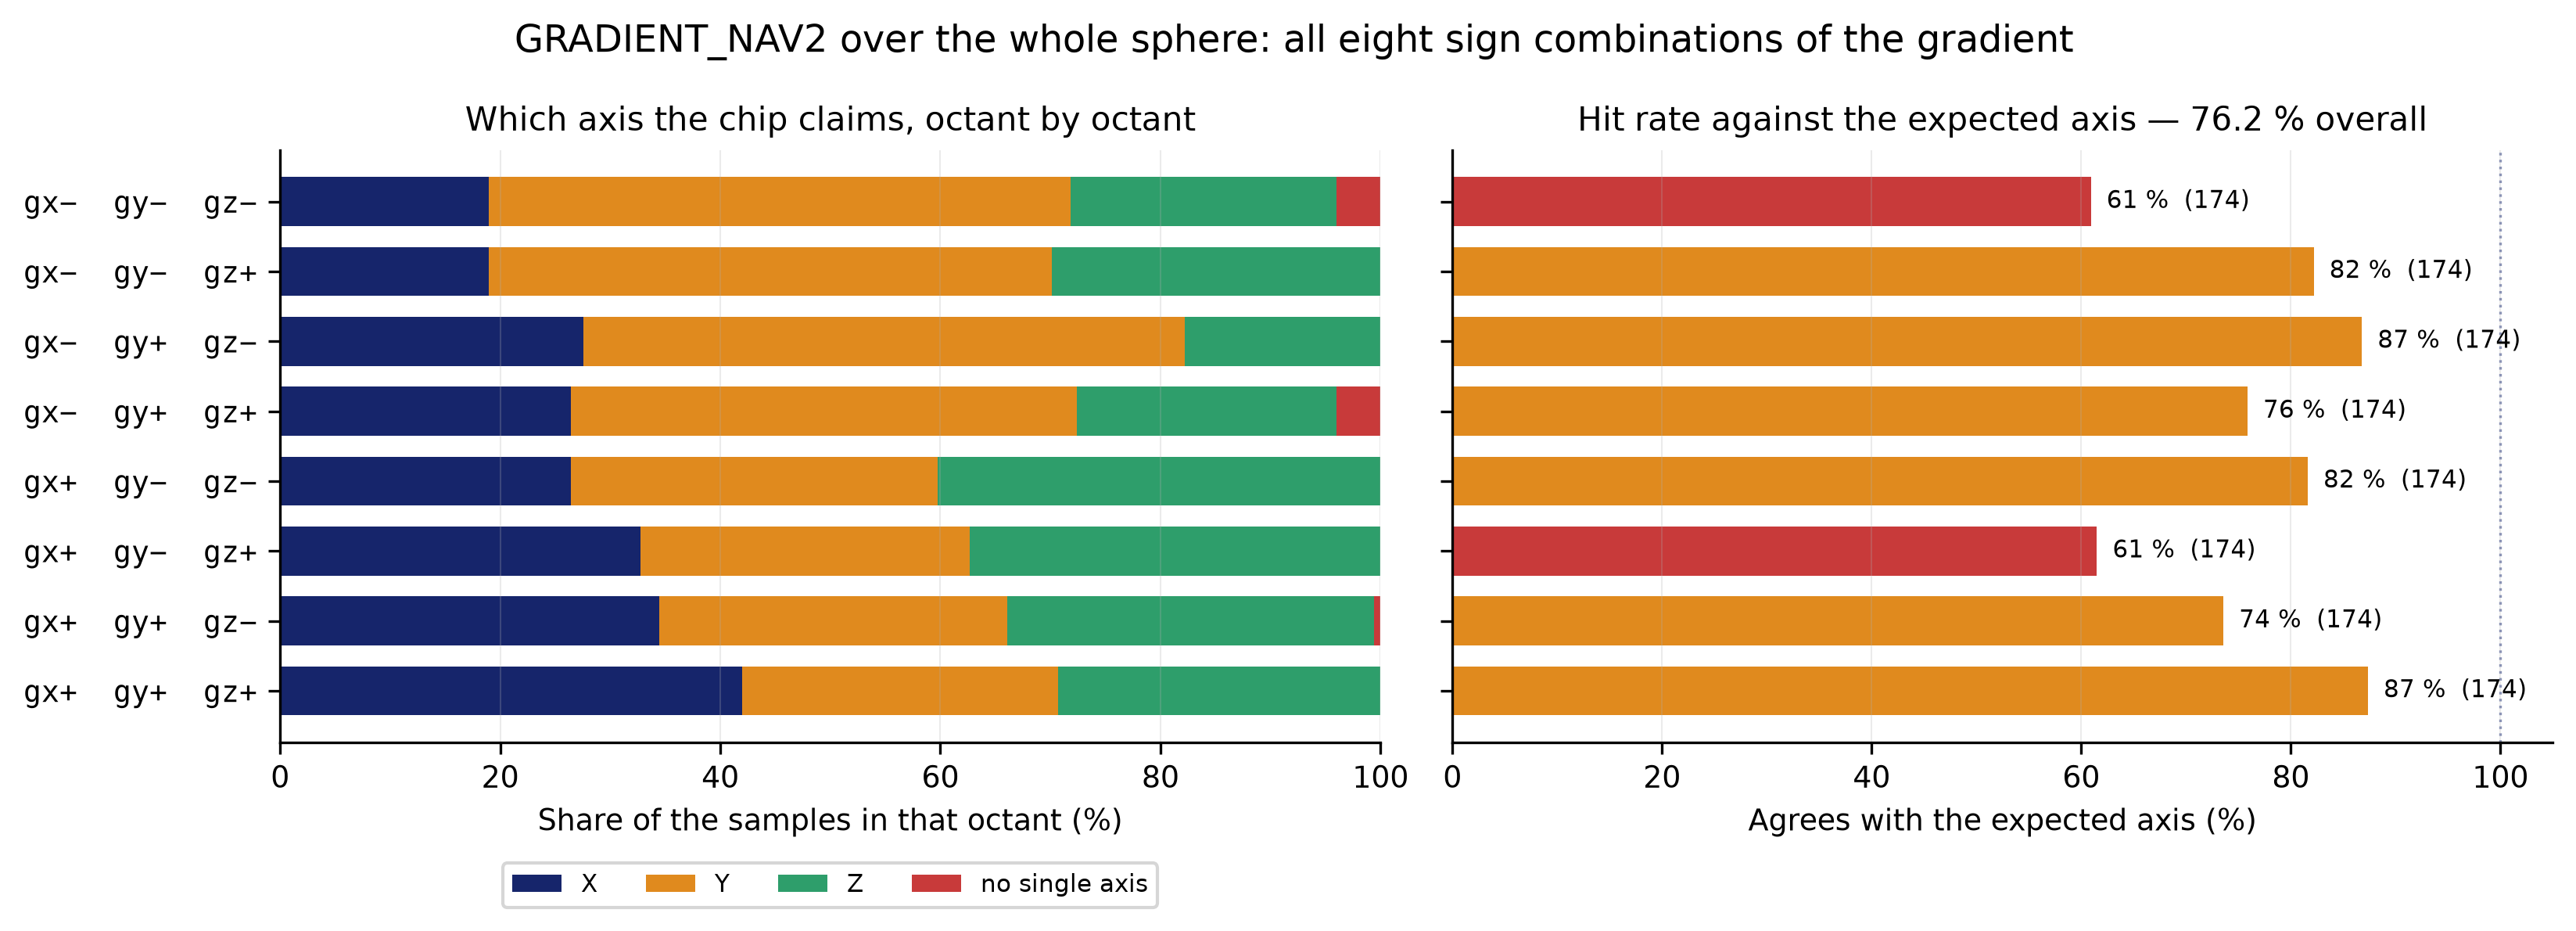 GRADIENT_NAV2 over the whole sphere: all eight sign combinations of the gradient
Which axis the chip claims, octant by octant
gx− gy− gz−
gx− gy− gz+
gx− gy+ gz−
gx− gy+ gz+
gx+ gy− gz−
gx+ gy− gz+
gx+ gy+ gz−
gx+ gy+ gz+
0 20 40 60 80 100
Share of the samples in that octant (%)
X Y Z no single axis
Hit rate against the expected axis — 76.2 % overall
61 % (174)
82 % (174)
87 % (174)
76 % (174)
82 % (174)
61 % (174)
74 % (174)
87 % (174)
0 20 40 60 80 100
Agrees with the expected axis (%)